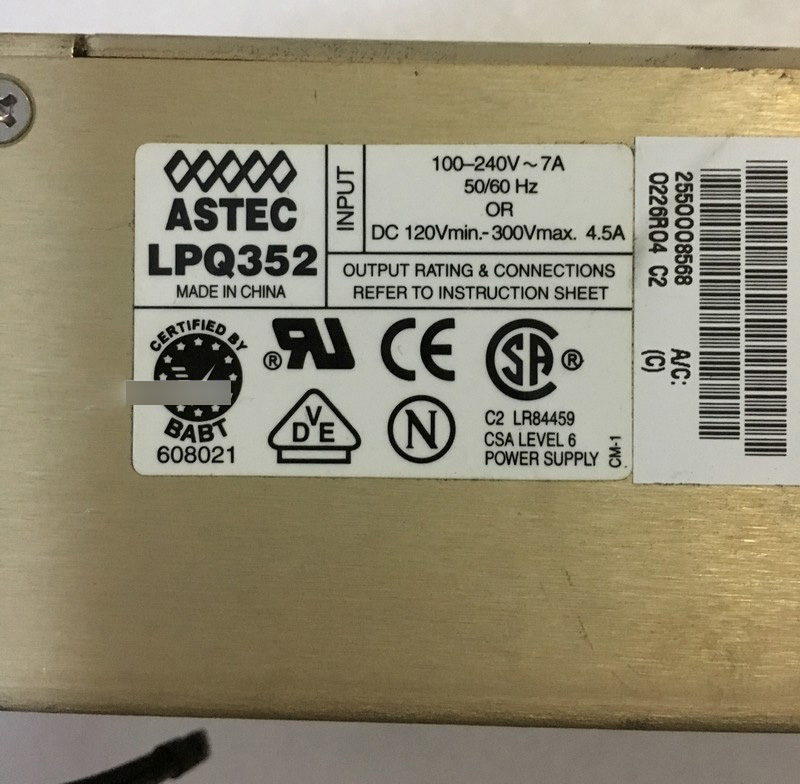 ASTEC
LPQ352
MADE IN CHINA
INPUT
100–240V ~ 7A
50/60 Hz
OR
DC 120Vmin.- 300Vmax. 4.5A
OUTPUT RATING & CONNECTIONS
REFER TO INSTRUCTION SHEET
CERTIFIED BY
BABT
608021
® RU
CE
SA ®
VDE
N
C2 LR84459
CSA LEVEL 6
POWER SUPPLY
CM-1
2550008568 A/C:
0226R04 C2 (C)